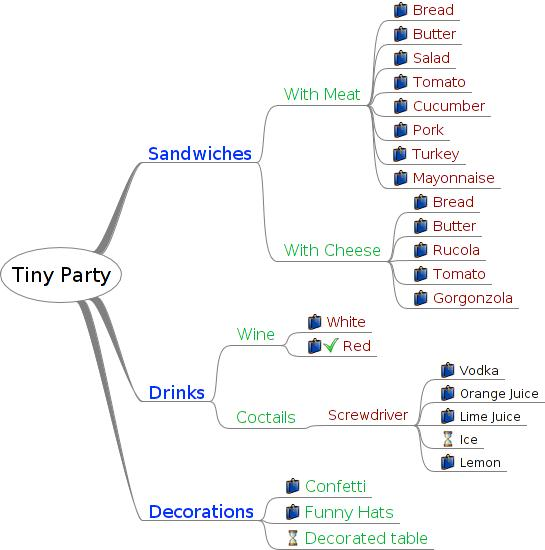 Tiny Party
Sandwiches
With Meat
Bread
Butter
Salad
Tomato
Cucumber
Pork
Turkey
Mayonnaise
With Cheese
Bread
Butter
Rucola
Tomato
Gorgonzola
Drinks
Wine
White
Red
Coctails
Screwdriver
Vodka
Orange Juice
Lime Juice
Ice
Lemon
Decorations
Confetti
Funny Hats
Decorated table